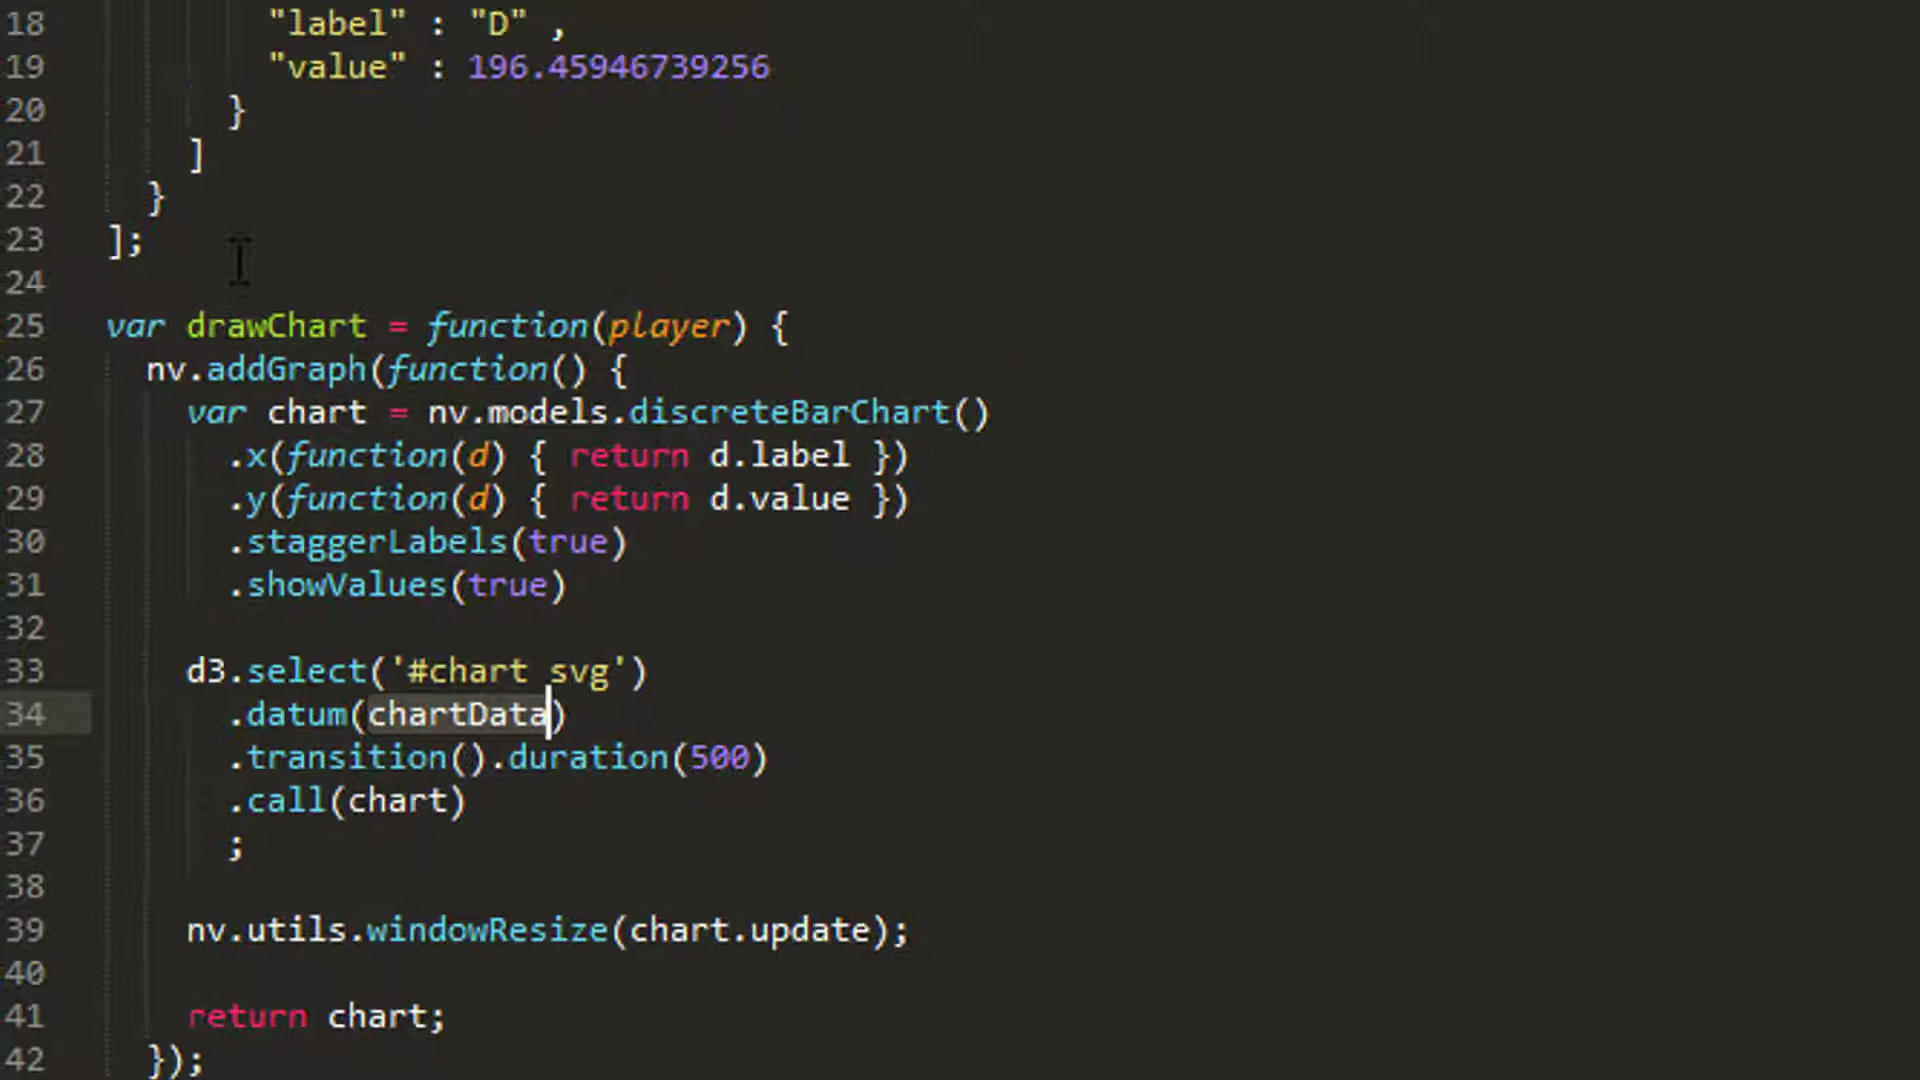 18 "label" : "D" ,
19 "value" : 196.45946739256
20 }
21 ]
22 }
23 ];
24
25 var drawChart = function(player) {
26 nv.addGraph(function() {
27 var chart = nv.models.discreteBarChart()
28 .x(function(d) { return d.label })
29 .y(function(d) { return d.value })
30 .staggerLabels(true)
31 .showValues(true)
32
33 d3.select('#chart svg')
34 .datum(chartData)
35 .transition().duration(500)
36 .call(chart)
37 ;
38
39 nv.utils.windowResize(chart.update);
40
41 return chart;
42 });